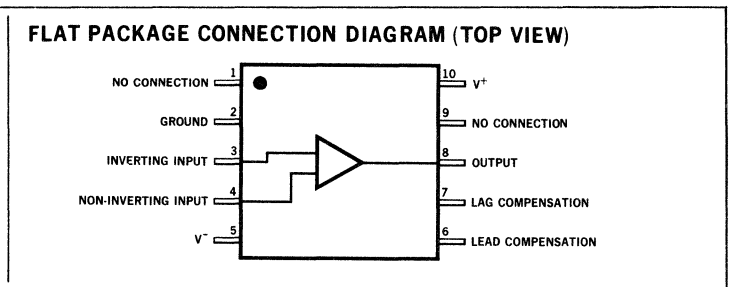 FLAT PACKAGE CONNECTION DIAGRAM (TOP VIEW)
NO CONNECTION 1
GROUND 2
INVERTING INPUT 3
NON-INVERTING INPUT 4
V- 5
10 V+
9 NO CONNECTION
8 OUTPUT
7 LAG COMPENSATION
6 LEAD COMPENSATION